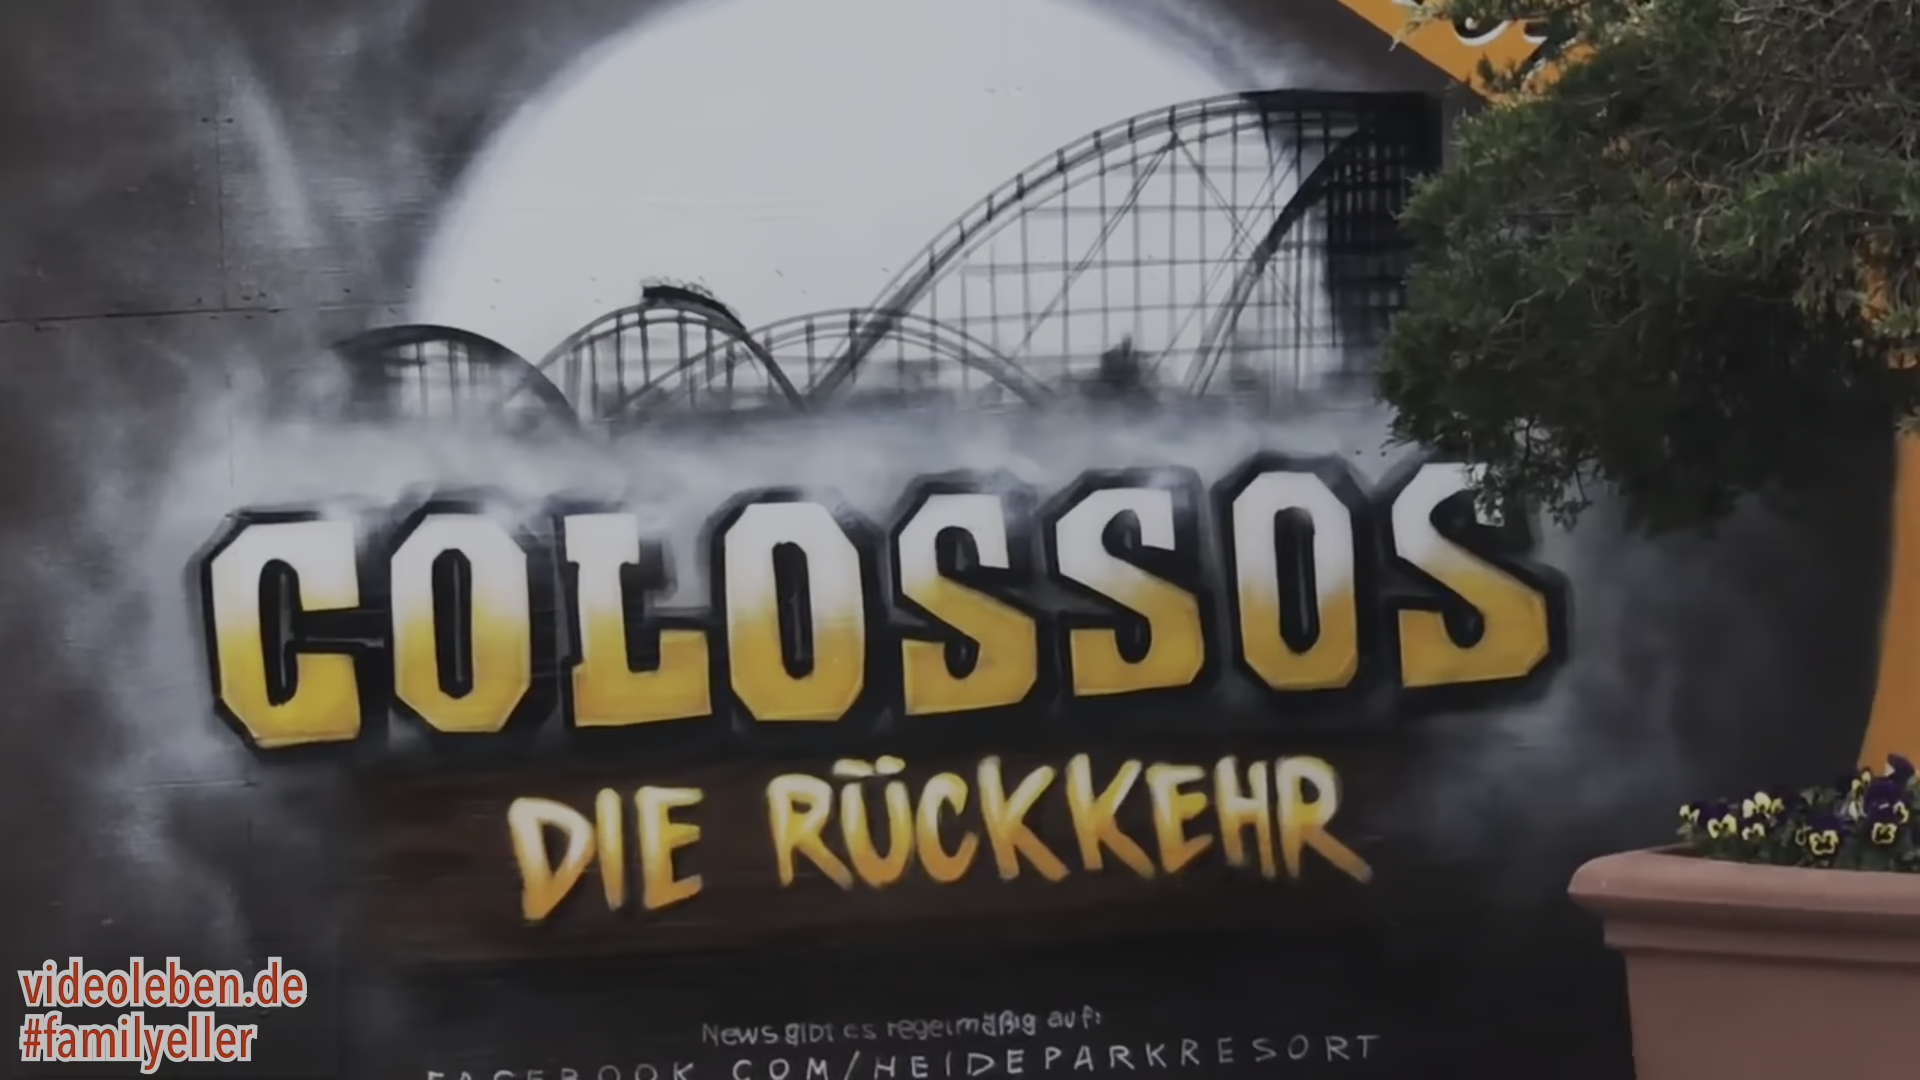 COLOSSOS
DIE RÜCKKEHR
News gibt es regelmäßig auf:
FACEBOOK.COM/HEIDEPARKRESORT
videoleben.de
#familyeller